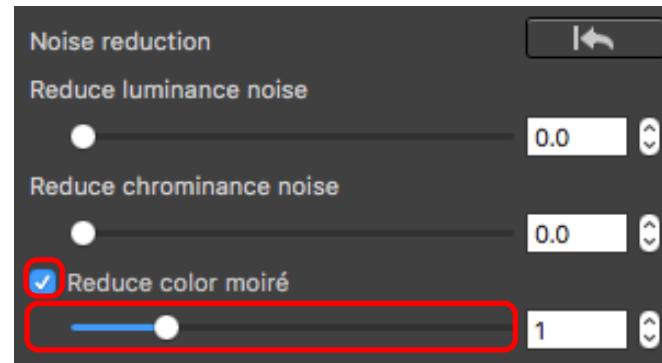 Noise reduction
Reduce luminance noise
0.0
Reduce chrominance noise
0.0
Reduce color moiré
1